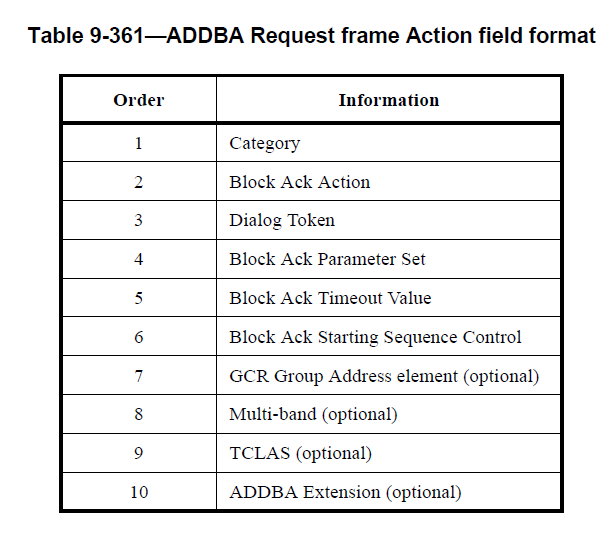 Table 9-361—ADDBA Request frame Action field format
Order Information
1 Category
2 Block Ack Action
3 Dialog Token
4 Block Ack Parameter Set
5 Block Ack Timeout Value
6 Block Ack Starting Sequence Control
7 GCR Group Address element (optional)
8 Multi-band (optional)
9 TCLAS (optional)
10 ADDBA Extension (optional)